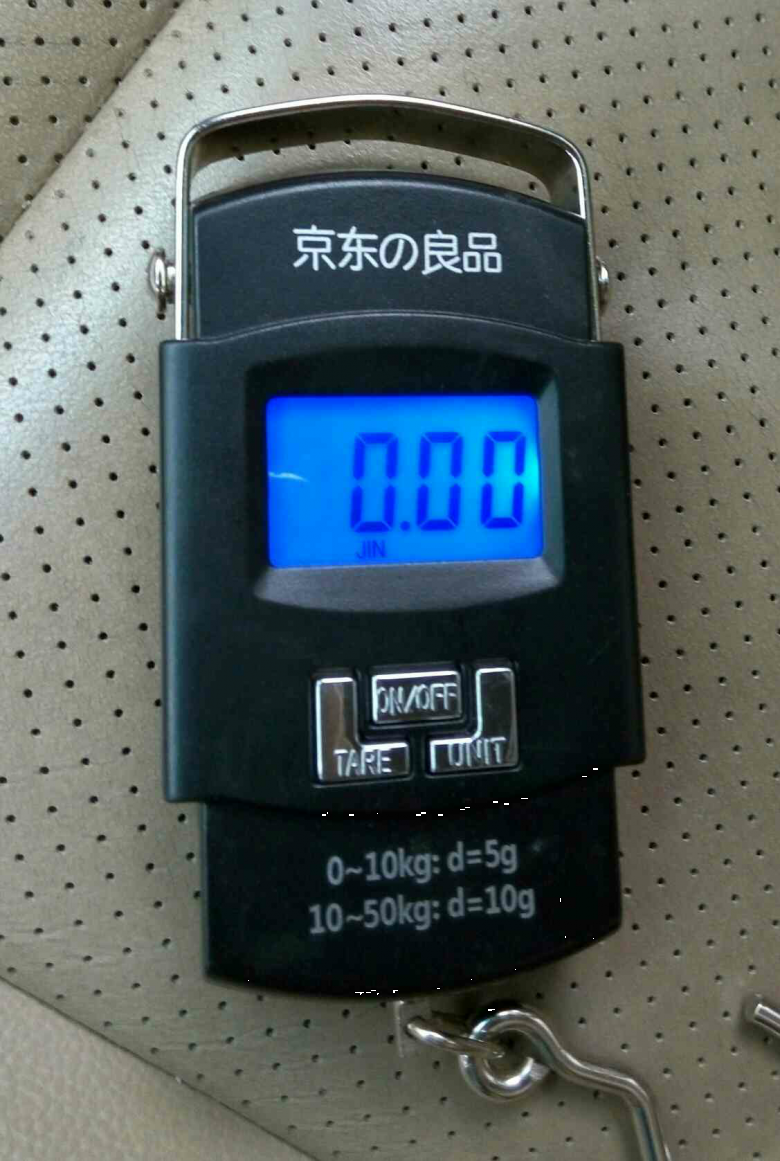 京东の良品
0.00
JIN
ON/OFF
TARE UNIT
0~10kg: d=5g
10~50kg: d=10g